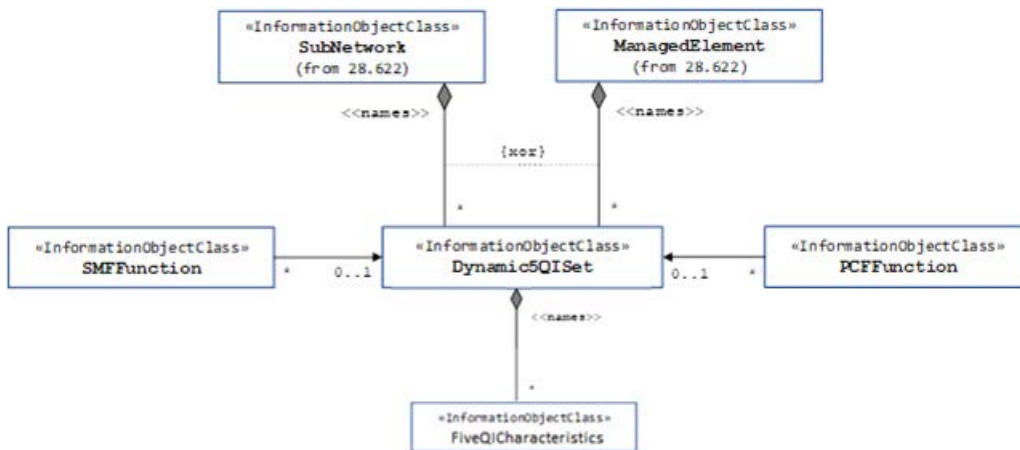 «InformationObjectClass»
SubNetwork
(from 28.622)
«InformationObjectClass»
ManagedElement
(from 28.622)
<<names>>
<<names>>
{xor}
*
*
«InformationObjectClass»
SMFFunction
*
0..1
«InformationObjectClass»
Dynamic5QISet
0..1
*
«InformationObjectClass»
PCFFunction
<<names>>
*
«InformationObjectClass»
FiveQICharacteristics